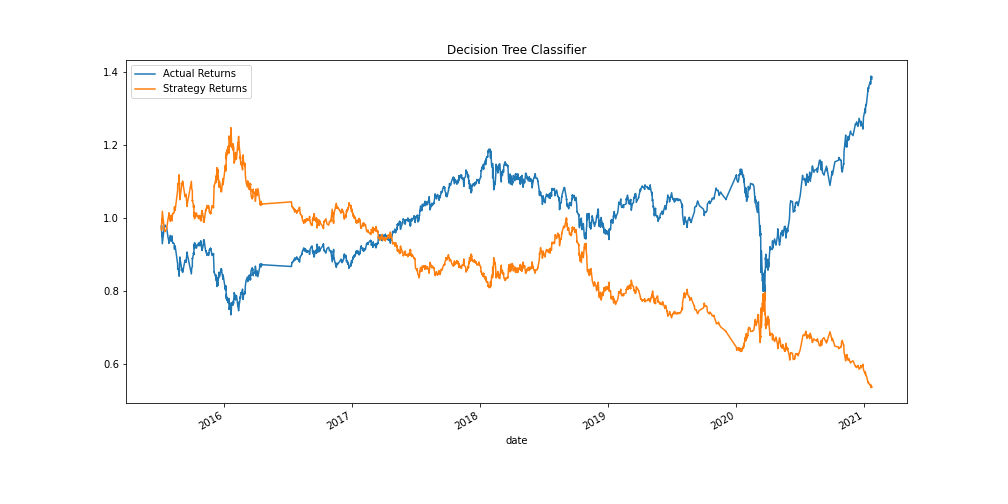 Decision Tree Classifier
Actual Returns
Strategy Returns
1.4
1.2
1.0
0.8
0.6
2016
2017
2018
2019
2020
2021
date